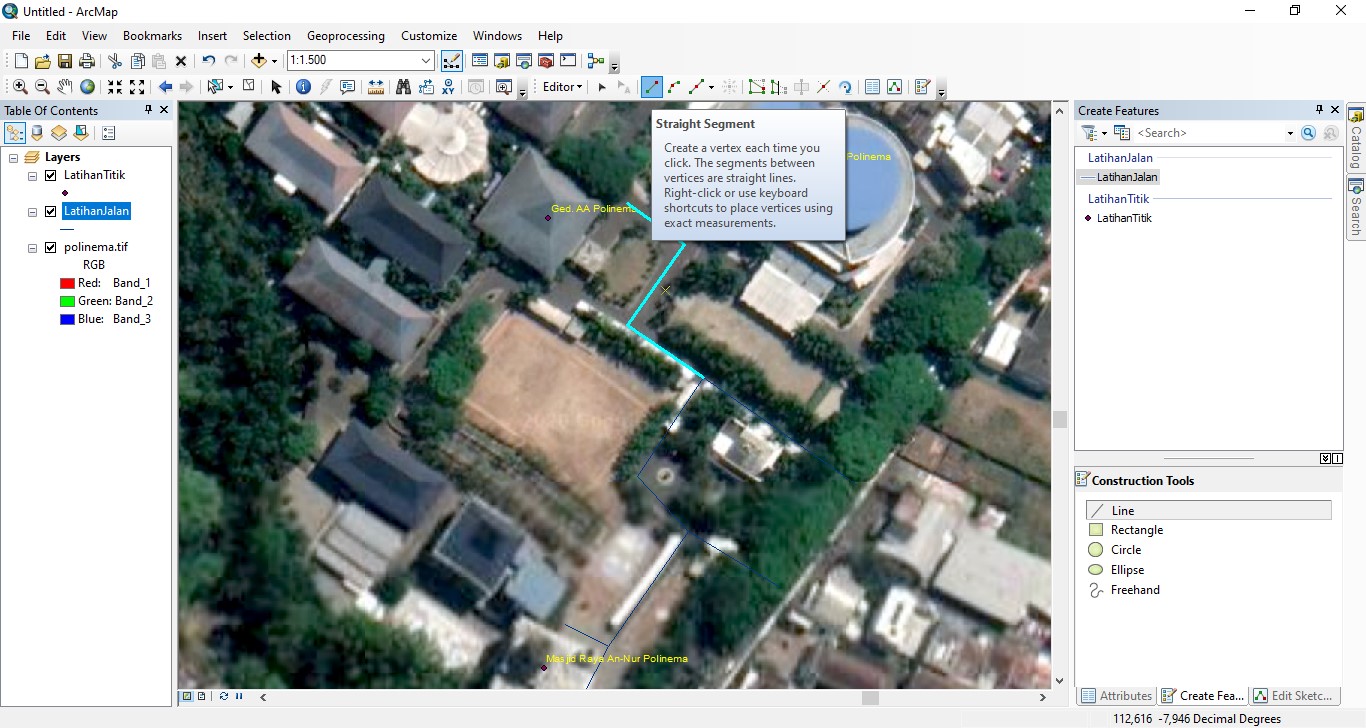 Untitled - ArcMap
File Edit View Bookmarks Insert Selection Geoprocessing Customize Windows Help
1:1.500
Editor
Table Of Contents
Layers
LatihanTitik
LatihanJalan
polinema.tif
RGB
Red: Band_1
Green: Band_2
Blue: Band_3
Straight Segment
Create a vertex each time you
click. The segments between
vertices are straight lines.
Right-click or use keyboard
shortcuts to place vertices using
exact measurements.
Polinema
Ged. AA Polinema
Masjid Raya An-Nur Polinema
Create Features
<Search>
LatihanJalan
LatihanJalan
LatihanTitik
LatihanTitik
Construction Tools
Line
Rectangle
Circle
Ellipse
Freehand
Attributes Create Fea... Edit Sketc...
Catalog
Search
112,616 -7,946 Decimal Degrees